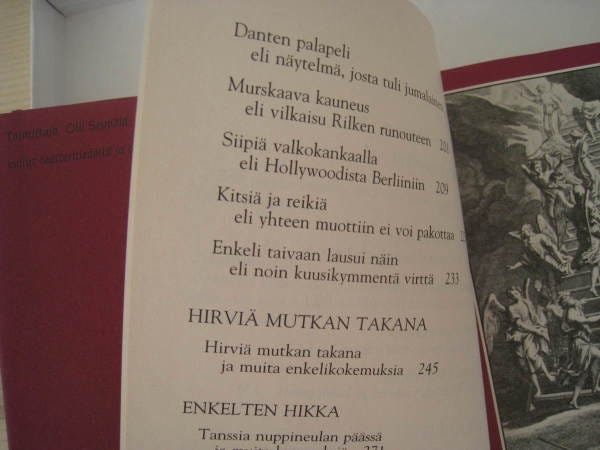 Danten palapeli
eli näytelmä, josta tuli
Murskaava kauneus
eli vilkaisu Rilken runouteen 201
Siipiä valkokankaalla
eli Hollywoodista Berliiniin 209
Kitsiä ja reikiä
eli yhteen muottiin ei voi pakottaa
Enkeli taivaan lausui näin
eli noin kuusikymmentä virttä 233
HIRVIÄ MUTKAN TAKANA
Hirviä mutkan takana
ja muita enkelikokemuksia 245
ENKELTEN HIKKA
Tanssia nuppineulan päässä